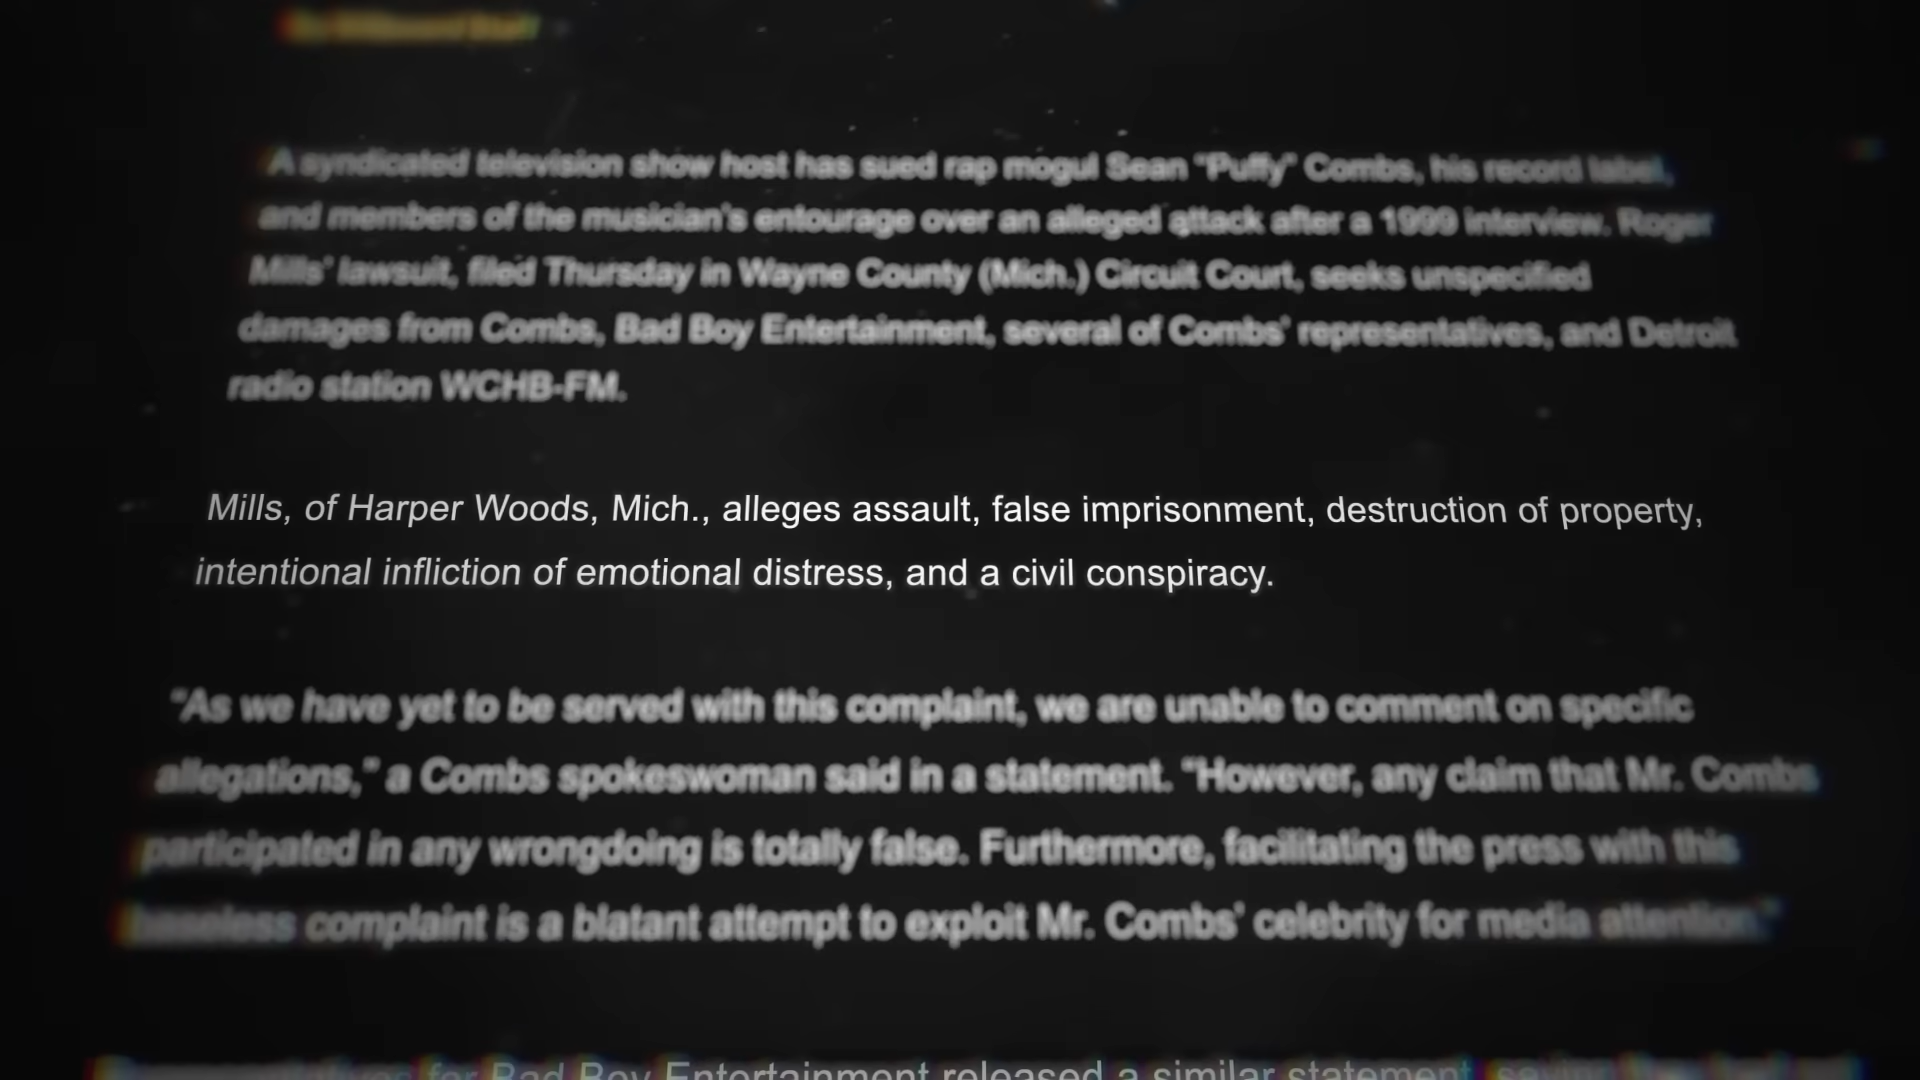 A syndicated television show host has sued rap mogul Sean "Puffy" Combs, his record label,
and members of the musician's entourage over an alleged attack after a 1999 interview. Roger
Mills' lawsuit, filed Thursday in Wayne County (Mich.) Circuit Court, seeks unspecified
damages from Combs, Bad Boy Entertainment, several of Combs' representatives, and Detroit
radio station WCHB-FM.
Mills, of Harper Woods, Mich., alleges assault, false imprisonment, destruction of property,
intentional infliction of emotional distress, and a civil conspiracy.
"As we have yet to be served with this complaint, we are unable to comment on specific
allegations," a Combs spokeswoman said in a statement. "However, any claim that Mr. Combs
participated in any wrongdoing is totally false. Furthermore, facilitating the press with this
baseless complaint is a blatant attempt to exploit Mr. Combs' celebrity for media attention."
for Bad Boy Entertainment released a similar statement